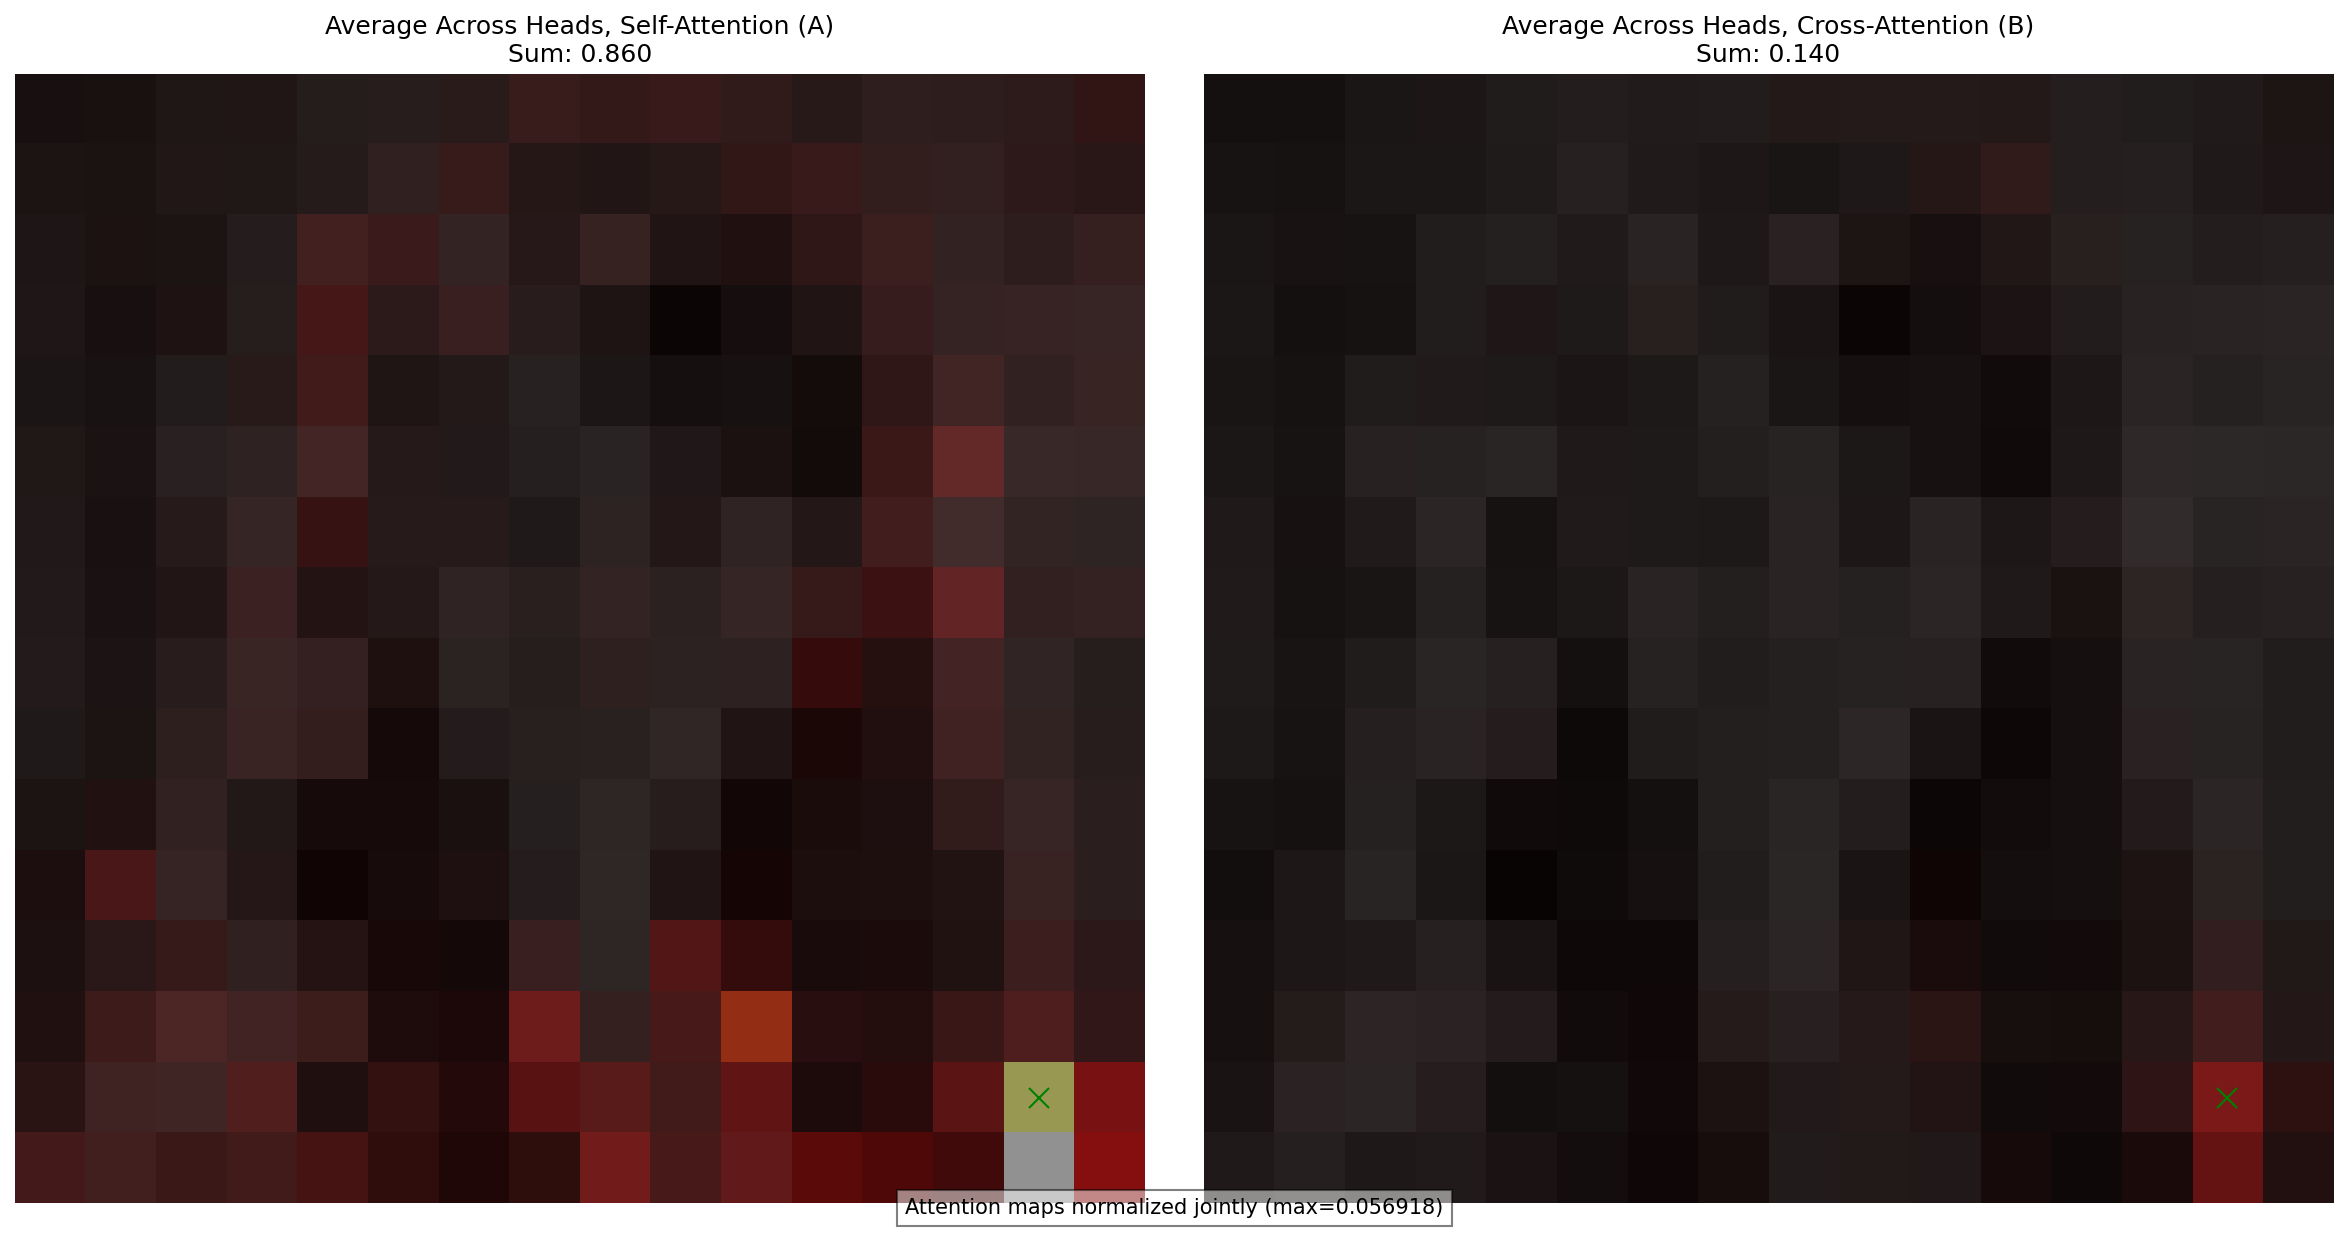 Average Across Heads, Self-Attention (A)
Sum: 0.860
Average Across Heads, Cross-Attention (B)
Sum: 0.140
Attention maps normalized jointly (max=0.056918)